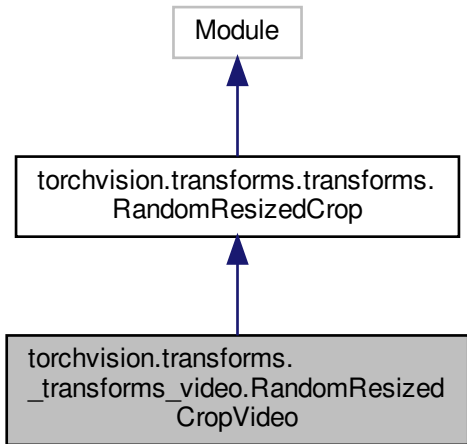 Module
torchvision.transforms.transforms.
RandomResizedCrop
torchvision.transforms.
_transforms_video.RandomResized
CropVideo